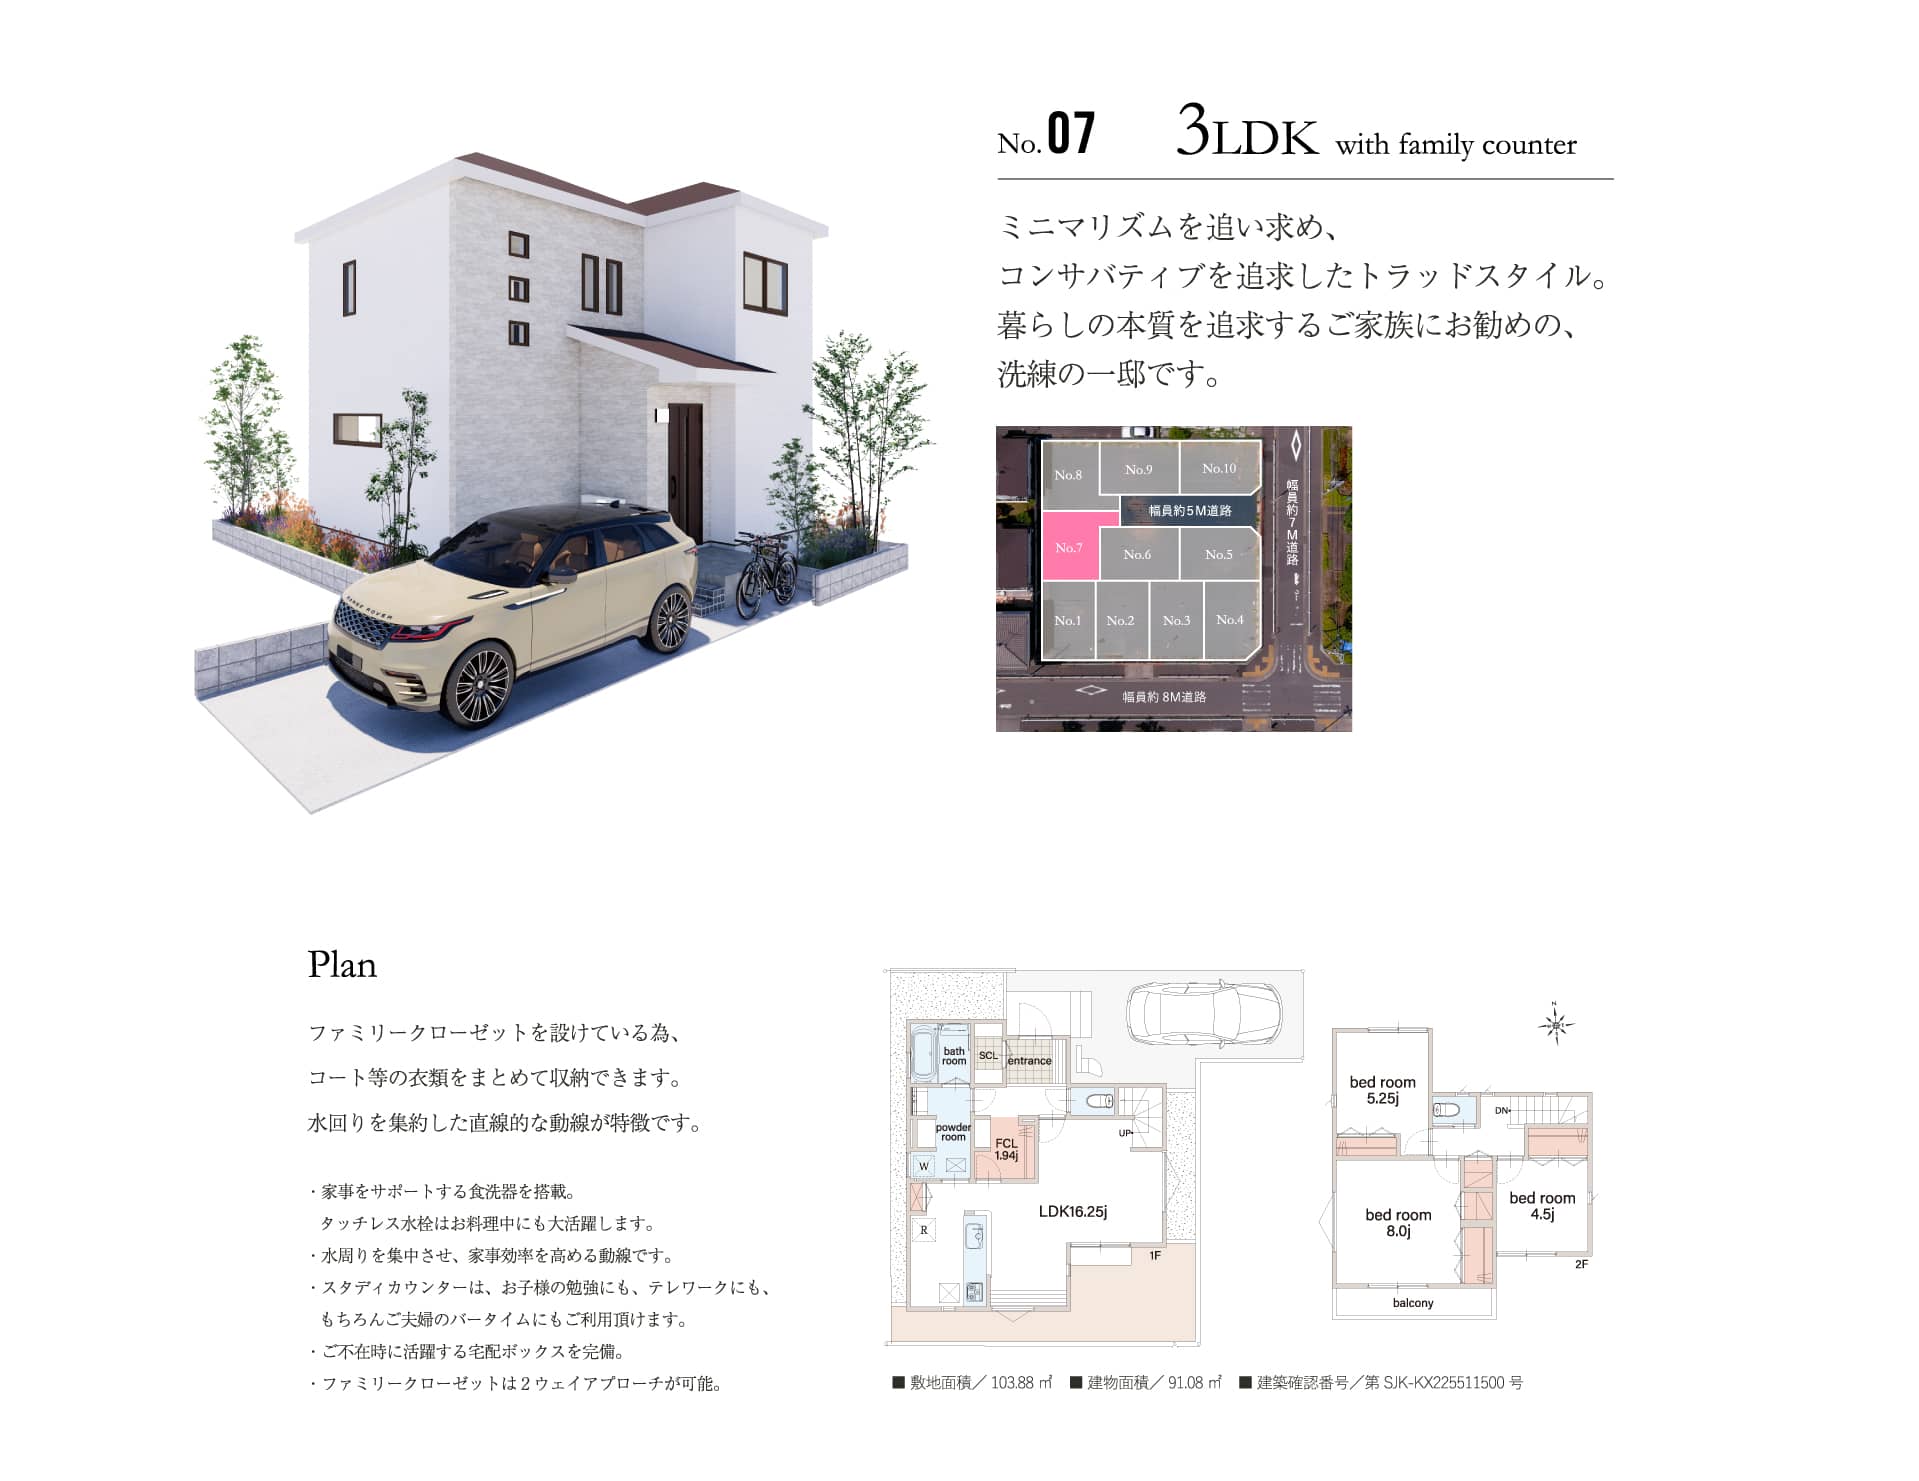 No. 07 3LDK with family counter
ミニマリズムを追い求め、
コンサバティブを追求したトラッドスタイル。
暮らしの本質を追求するご家族にお勧めの、
洗練の一邸です。
RANGE ROVER
No.8
No.9
No.10
幅員約5M道路
幅員約7M道路
No.7
No.6
No.5
No.1
No.2
No.3
No.4
幅員約8M道路
Plan
ファミリークローゼットを設けている為、
コート等の衣類をまとめて収納できます。
水回りを集約した直線的な動線が特徴です。
・家事をサポートする食洗器を搭載。
タッチレス水栓はお料理中にも大活躍します。
・水周りを集中させ、家事効率を高める動線です。
・スタディカウンターは、お子様の勉強にも、テレワークにも、
もちろんご夫婦のバータイムにもご利用頂けます。
・ご不在時に活躍する宅配ボックスを完備。
・ファミリークローゼットは2ウェイアプローチが可能。
bath
room
SCL
entrance
powder
room
FCL
1.94j
UP
W
R
LDK16.25j
1F
N
bed room
5.25j
DN
bed room
8.0j
bed room
4.5j
2F
balcony
■ 敷地面積／103.88㎡ ■ 建物面積／91.08㎡ ■ 建築確認番号／第 SJK-KX225511500 号